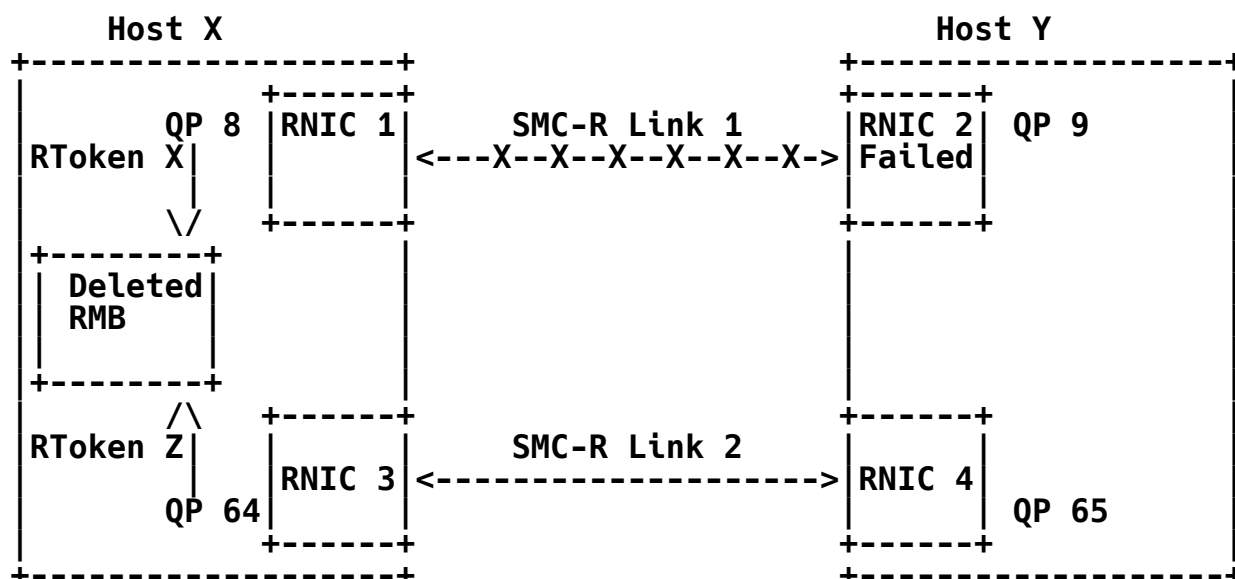 Host X Host Y
QP 8 RNIC 1 SMC-R Link 1 RNIC 2 QP 9
RToken X <---X--X--X--X--X--X-> Failed
Deleted
RMB
RToken Z SMC-R Link 2
RNIC 3 <--------------------> RNIC 4
QP 64 QP 65